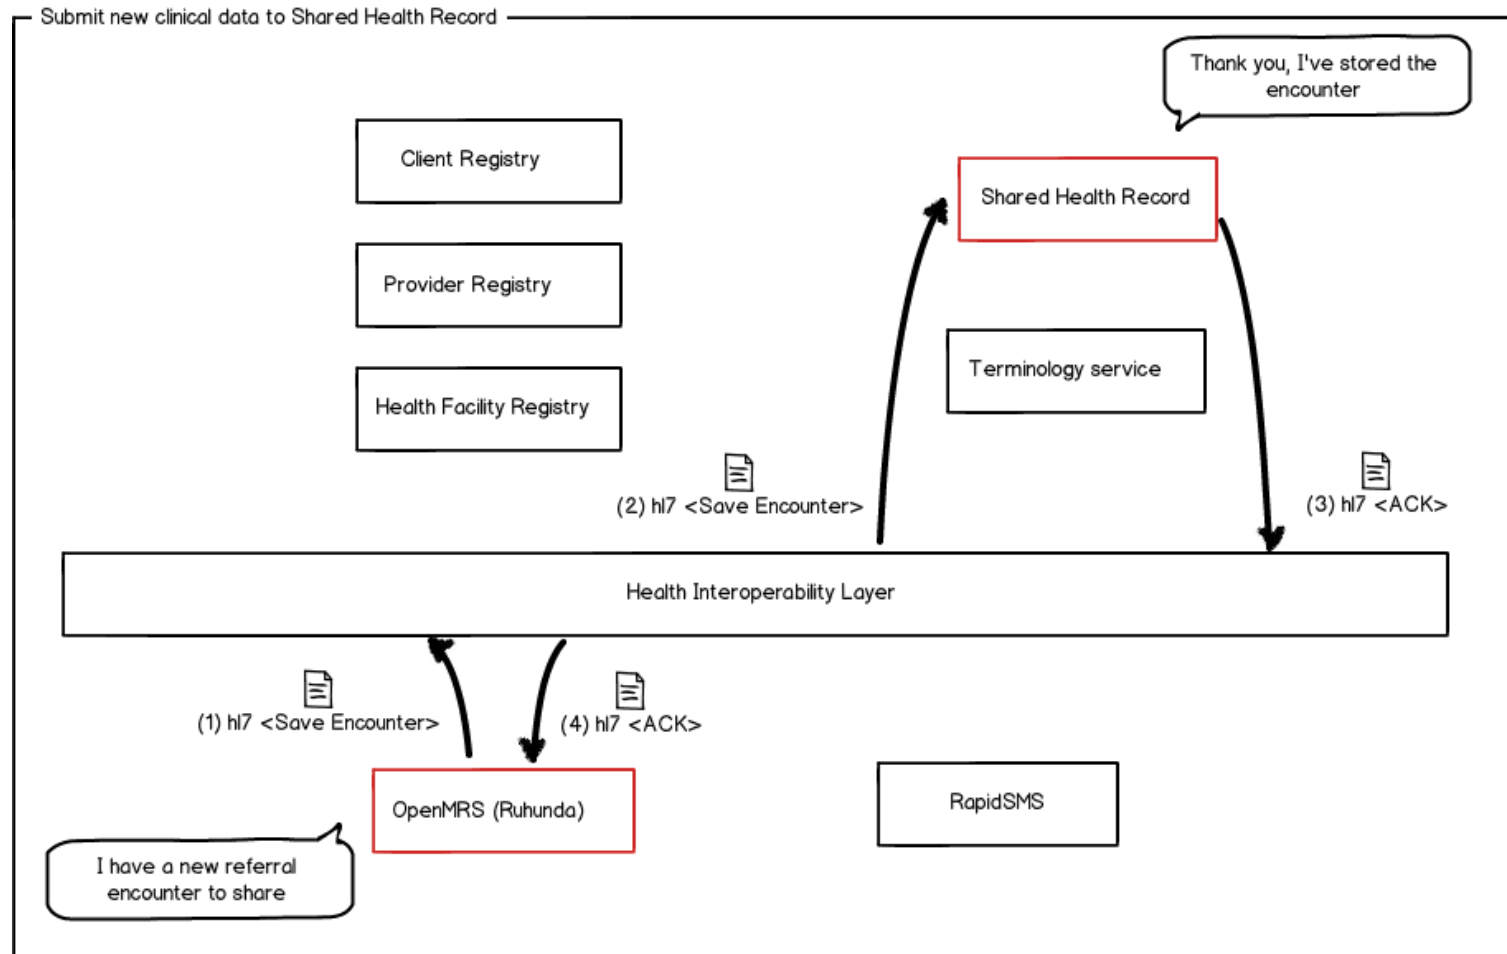 Submit new clinical data to Shared Health Record
Thank you, I've stored the
encounter
Client Registry
Shared Health Record
Provider Registry
Terminology service
Health Facility Registry
(2) hl7 <Save Encounter>
(3) hl7 <ACK>
Health Interoperability Layer
(1) hl7 <Save Encounter>
(4) hl7 <ACK>
OpenMRS (Ruhunda)
RapidSMS
I have a new referral
encounter to share